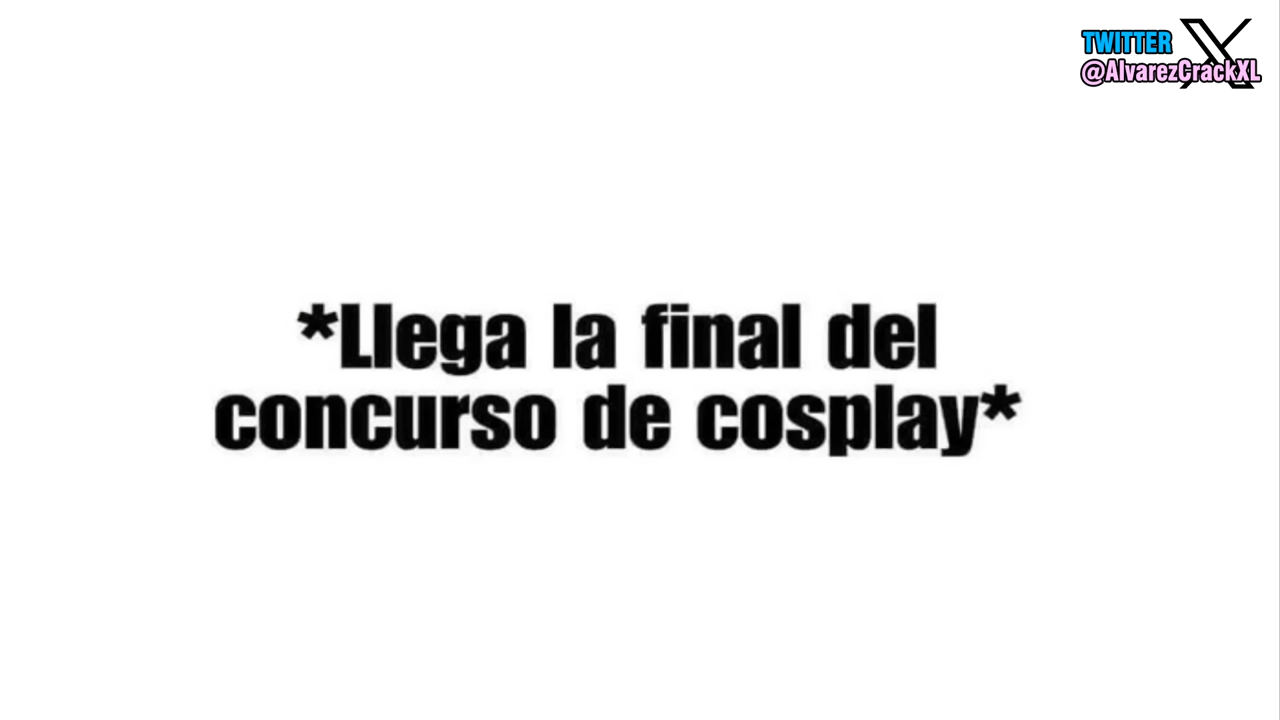 TWITTER
@AlvarezCrackXL
*Llega la final del
concurso de cosplay*